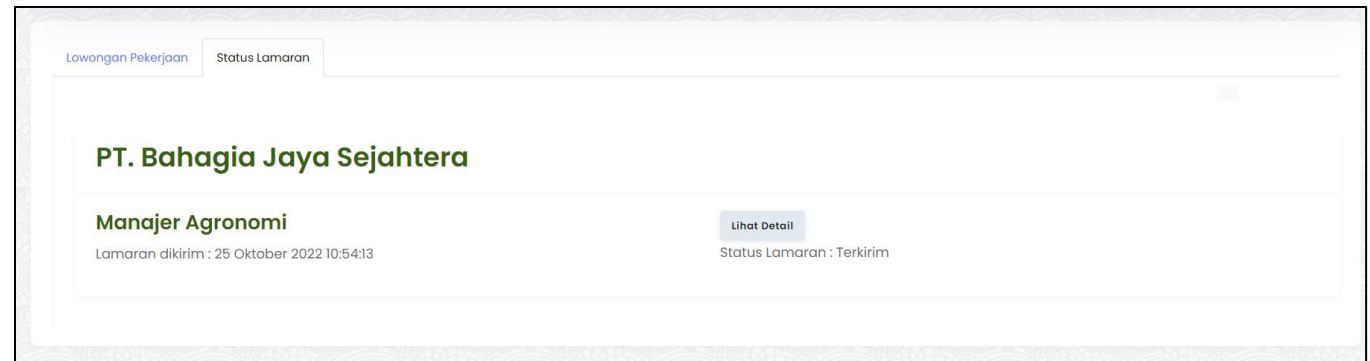 Lowongan Pekerjaan
Status Lamaran
PT. Bahagia Jaya Sejahtera
Manajer Agronomi
Lihat Detail
Lamaran dikirim : 25 Oktober 2022 10:54:13
Status Lamaran : Terkirim